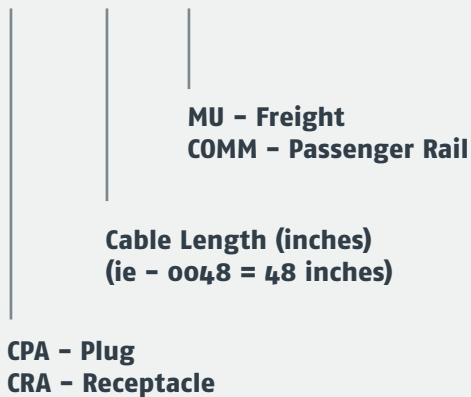 MU – Freight
COMM – Passenger Rail
Cable Length (inches)
(ie – 0048 = 48 inches)
CPA – Plug
CRA – Receptacle